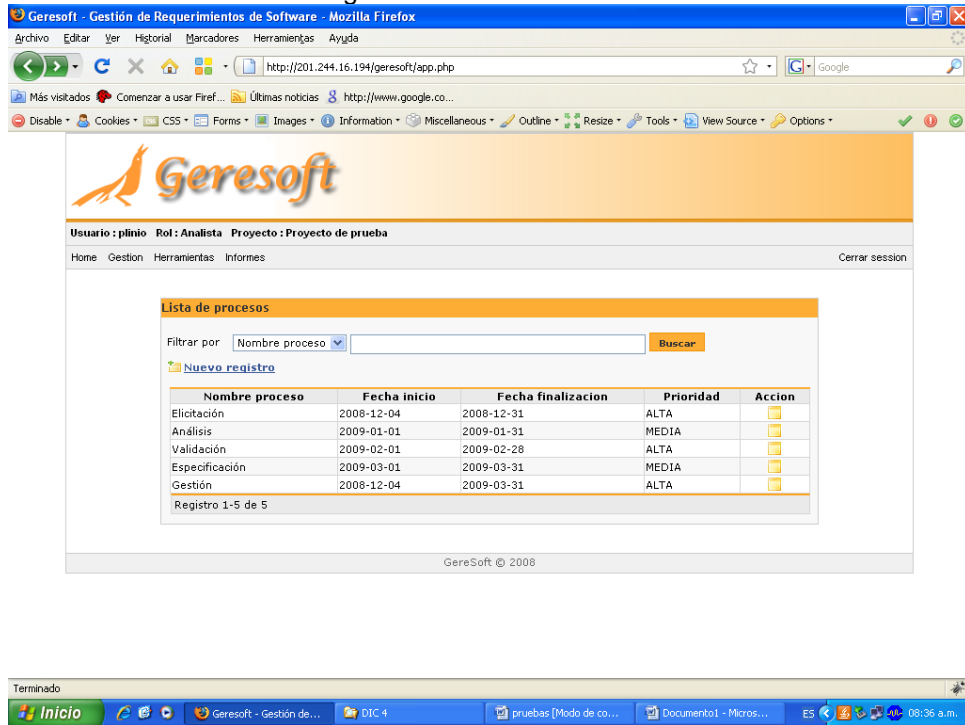 Geresoft - Gestión de Requerimientos de Software - Mozilla Firefox
Archivo Editar Ver Historial Marcadores Herramientas Ayuda
http://201.244.16.194/geresoft/app.php
Google
Más visitados Comenzar a usar Firef... Últimas noticias http://www.google.co...
Disable Cookies CSS Forms Images Information Miscellaneous Outline Resize Tools View Source Options
Geresoft
Usuario : plinio Rol : Analista Proyecto : Proyecto de prueba
Home Gestion Herramientas Informes Cerrar session
Lista de procesos
Filtrar por Nombre proceso Buscar
Nuevo registro
Nombre proceso Fecha inicio Fecha finalizacion Prioridad Accion
Elicitación 2008-12-04 2008-12-31 ALTA
Análisis 2009-01-01 2009-01-31 MEDIA
Validación 2009-02-01 2009-02-28 ALTA
Especificación 2009-03-01 2009-03-31 MEDIA
Gestión 2008-12-04 2009-03-31 ALTA
Registro 1-5 de 5
GereSoft © 2008
Terminado
Inicio Geresoft - Gestión de... DIC 4 pruebas [Modo de co... Documento1 - Micros... ES 08:36 a.m.